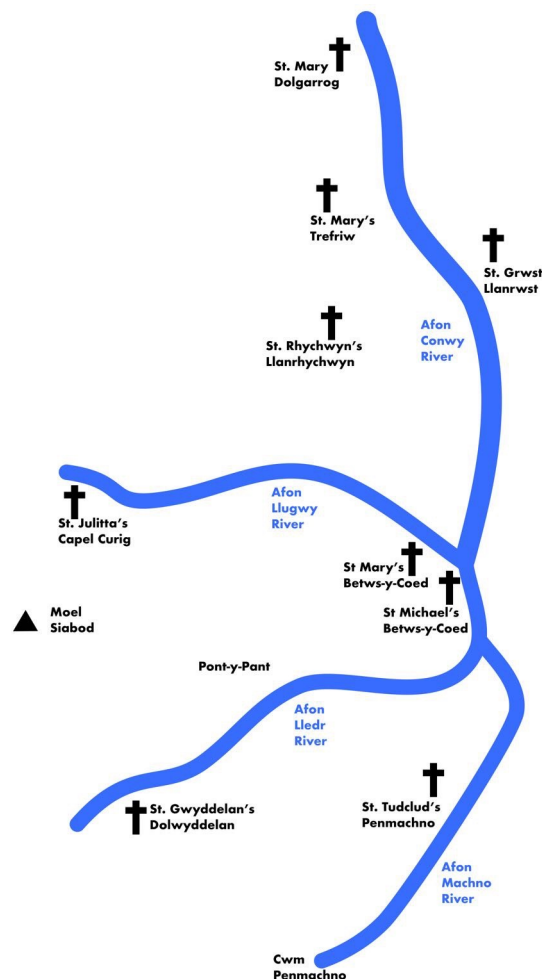 St. Mary
Dolgarrog
St. Mary's
Trefriw
St. Grwst
Llanrwst
Afon
Conwy
River
St. Rhychwyn's
Llanrhychwyn
Afon
Llugwy
River
St. Julitta's
Capel Curig
St Mary's
Betws-y-Coed
St Michael's
Betws-y-Coed
Moel
Siabod
Pont-y-Pant
Afon
Lledr
River
St. Gwyddelan's
Dolwyddelan
St. Tudclud's
Penmachno
Afon
Machno
River
Cwm
Penmachno